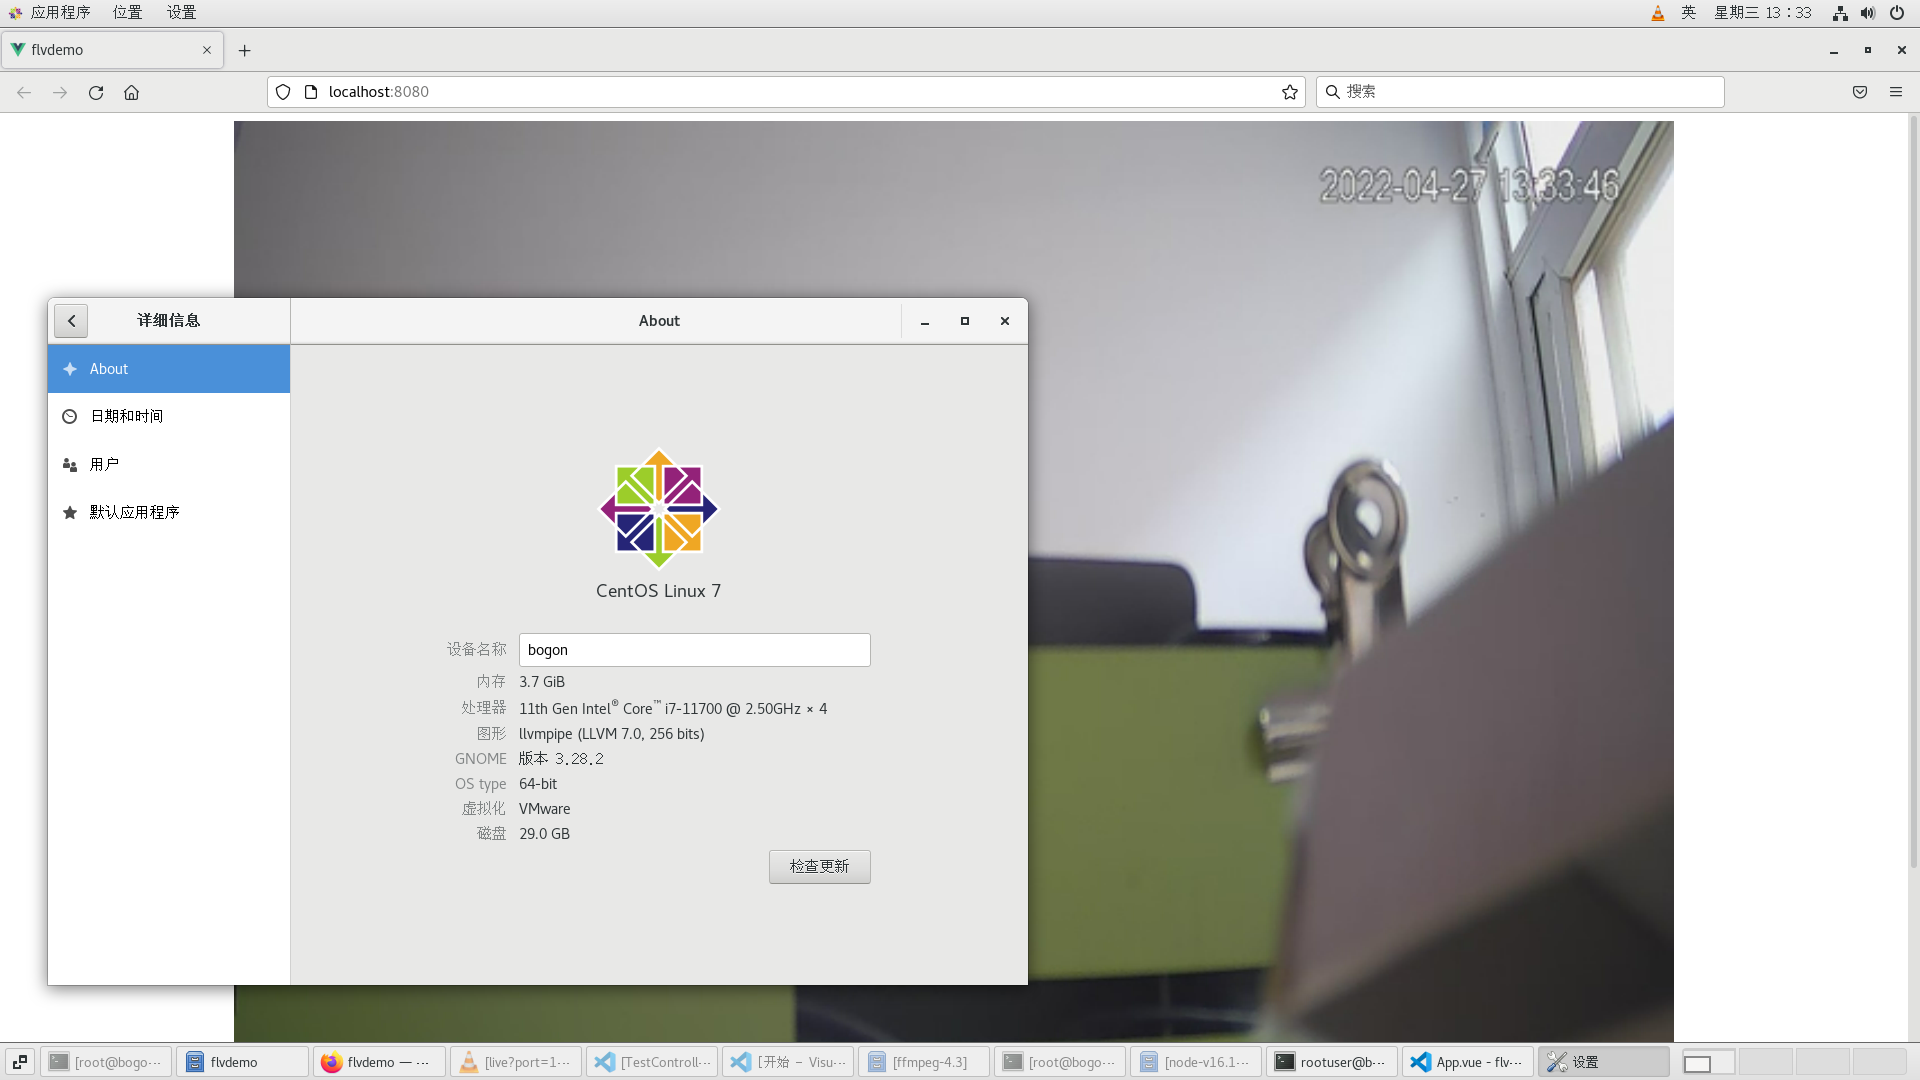 应用程序 位置 设置 英 星期三 13：33
flvdemo
localhost:8080 搜索
2022-04-27 13:33:46
详细信息 About
About
日期和时间
用户
默认应用程序
CentOS Linux 7
设备名称 bogon
内存 3.7 GiB
处理器 11th Gen Intel® Core™ i7-11700 @ 2.50GHz × 4
图形 llvmpipe (LLVM 7.0, 256 bits)
GNOME 版本 3.28.2
OS type 64-bit
虚拟化 VMware
磁盘 29.0 GB
检查更新
[root@bogo··· flvdemo flvdemo — ··· [live?port=1··· [TestControll··· [开始 – Visu··· [ffmpeg-4.3] [root@bogo··· [node-v16.1··· rootuser@b··· App.vue - flv··· 设置